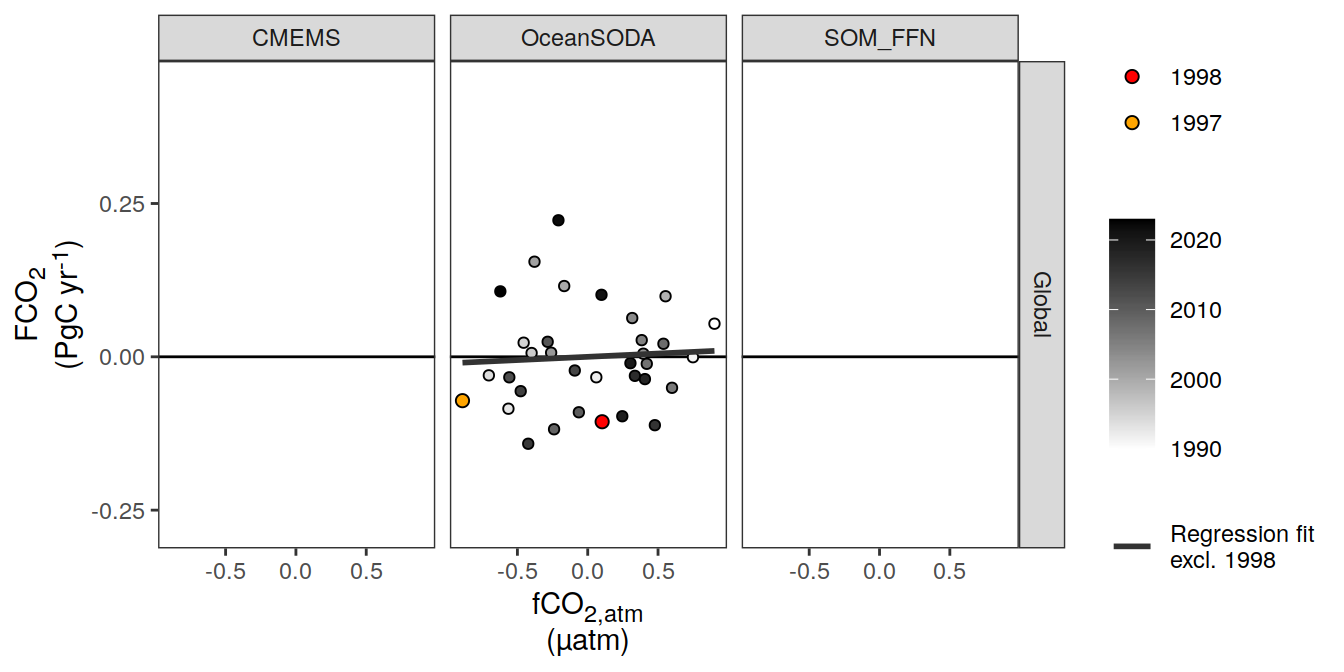 CMEMS
OceanSODA
SOM_FFN
Global
0.25
0.00
-0.25
FCO2
(PgC yr-1)
-0.5 0.0 0.5
-0.5 0.0 0.5
-0.5 0.0 0.5
fCO2,atm
(µatm)
1998
1997
2020
2010
2000
1990
Regression fit
excl. 1998